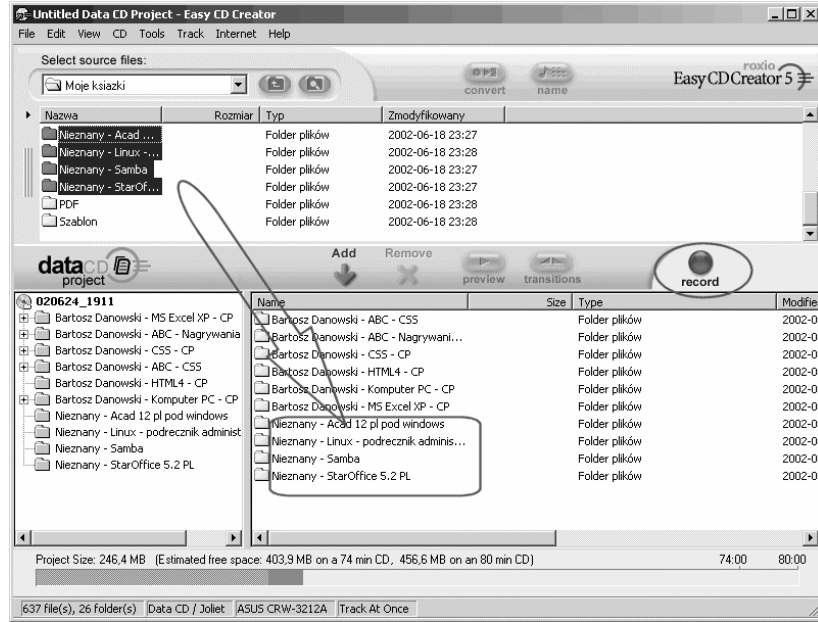 Untitled Data CD Project - Easy CD Creator
File Edit View CD Tools Track Internet Help
Select source files:
Moje ksiazki
convert
name
roxio
Easy CD Creator 5
Nazwa Rozmiar Typ Zmodyfikowany
Nieznany - Acad ... Folder plików 2002-06-18 23:27
Nieznany - Linux -... Folder plików 2002-06-18 23:28
Nieznany - Samba Folder plików 2002-06-18 23:27
Nieznany - StarOf... Folder plików 2002-06-18 23:27
PDF Folder plików 2002-06-18 23:28
Szablon Folder plików 2002-06-18 23:28
dataCD project
Add
Remove
preview
transitions
record
020624_1911
Bartosz Danowski - MS Excel XP - CP
Bartosz Danowski - ABC - Nagrywania
Bartosz Danowski - CSS - CP
Bartosz Danowski - ABC - CSS
Bartosz Danowski - HTML4 - CP
Bartosz Danowski - Komputer PC - CP
Nieznany - Acad 12 pl pod windows
Nieznany - Linux - podrecznik administ
Nieznany - Samba
Nieznany - StarOffice 5.2 PL
Name Size Type Modifie
Bartosz Danowski - ABC - CSS Folder plików 2002-0
Bartosz Danowski - ABC - Nagrywani... Folder plików 2002-0
Bartosz Danowski - CSS - CP Folder plików 2002-0
Bartosz Danowski - HTML4 - CP Folder plików 2002-0
Bartosz Danowski - Komputer PC - CP Folder plików 2002-0
Bartosz Danowski - MS Excel XP - CP Folder plików 2002-0
Nieznany - Acad 12 pl pod windows Folder plików 2002-0
Nieznany - Linux - podrecznik adminis... Folder plików 2002-0
Nieznany - Samba Folder plików 2002-0
Nieznany - StarOffice 5.2 PL Folder plików 2002-0
Project Size: 246,4 MB (Estimated free space: 403,9 MB on a 74 min CD, 456,6 MB on an 80 min CD) 74:00 80:00
637 file(s), 26 folder(s) Data CD / Joliet ASUS CRW-3212A Track At Once